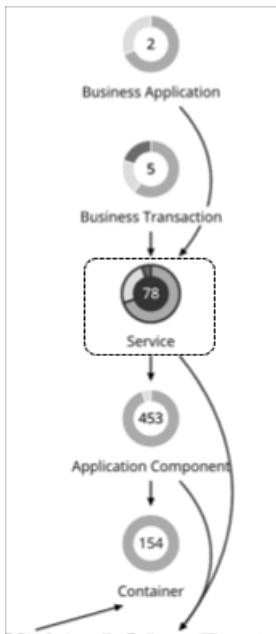 2
Business Application
5
Business Transaction
78
Service
453
Application Component
154
Container